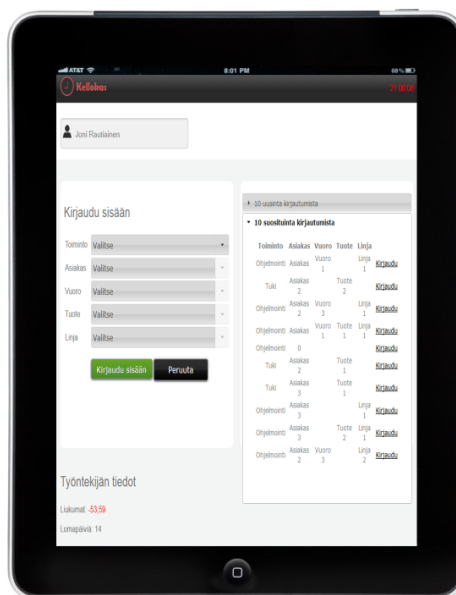 AT&T
8:01 PM
68%
Kellokas
Joni Rautiainen
Kirjaudu sisään
Toiminto Valitse
Asiakas Valitse
Vuoro Valitse
Tuote Valitse
Linja Valitse
Kirjaudu sisään Peruuta
Työntekijän tiedot
Liukumat: -53,59
Lomapäiviä: 14
10 uusinta kirjautumista
10 suosituinta kirjautumista
Toiminto Asiakas Vuoro Tuote Linja
Ohjelmointi Asiakas Vuoro 1 Linja 1 Kirjaudu
Tuki Asiakas 2 Tuote 2 Kirjaudu
Ohjelmointi Asiakas 2 Vuoro 3 Linja 1 Kirjaudu
Ohjelmointi Asiakas Vuoro 1 Tuote 1 Linja 1 Kirjaudu
Ohjelmointi 0 Kirjaudu
Tuki Asiakas 2 Tuote 1 Kirjaudu
Tuki Asiakas 3 Tuote 1 Kirjaudu
Ohjelmointi Asiakas 3 Linja 1 Kirjaudu
Ohjelmointi Asiakas 3 Tuote 2 Linja 1 Kirjaudu
Ohjelmointi Asiakas 2 Vuoro 3 Linja 2 Kirjaudu